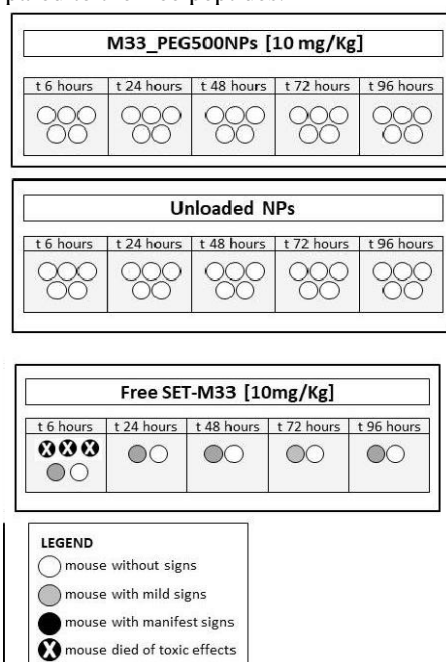 M33_PEG500NPs [10 mg/Kg]
t 6 hours t 24 hours t 48 hours t 72 hours t 96 hours
Unloaded NPs
t 6 hours t 24 hours t 48 hours t 72 hours t 96 hours
Free SET-M33 [10mg/Kg]
t 6 hours t 24 hours t 48 hours t 72 hours t 96 hours
X X X
LEGEND
mouse without signs
mouse with mild signs
mouse with manifest signs
X mouse died of toxic effects